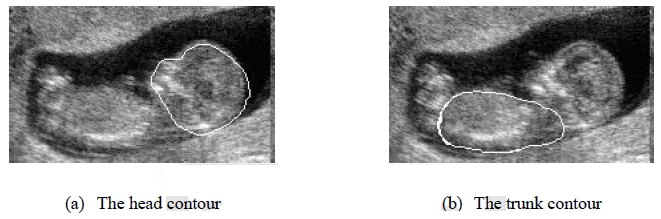 (a) The head contour
(b) The trunk contour